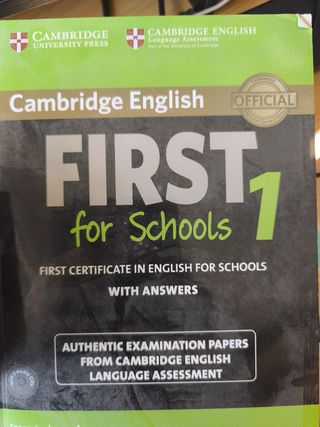 CAMBRIDGE
UNIVERSITY PRESS
CAMBRIDGE ENGLISH
Language Assessment
Part of the University of Cambridge
Cambridge English
OFFICIAL
FIRST
for Schools 1
FIRST CERTIFICATE IN ENGLISH FOR SCHOOLS
WITH ANSWERS
AUTHENTIC EXAMINATION PAPERS
FROM CAMBRIDGE ENGLISH
LANGUAGE ASSESSMENT